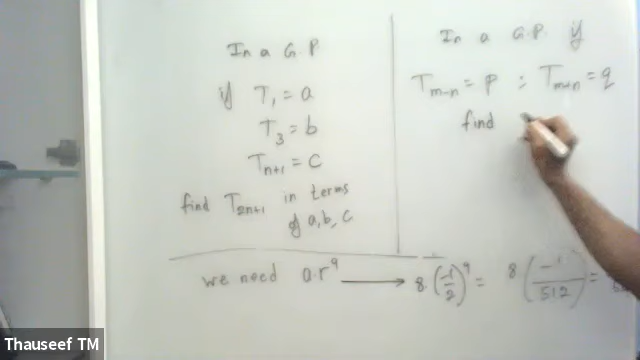 In a G.P
if T₁ = a
T₃ = b
Tₙ₊₁ = c
find T₂ₙ₊₁ in terms
of a, b, c
In a G.P. if
Tₘ₋ₙ = p ; Tₘ₊ₙ = q
find
we need a.r⁹ → 8.(-1/2)⁹ = 8(-1/512) =
Thauseef TM